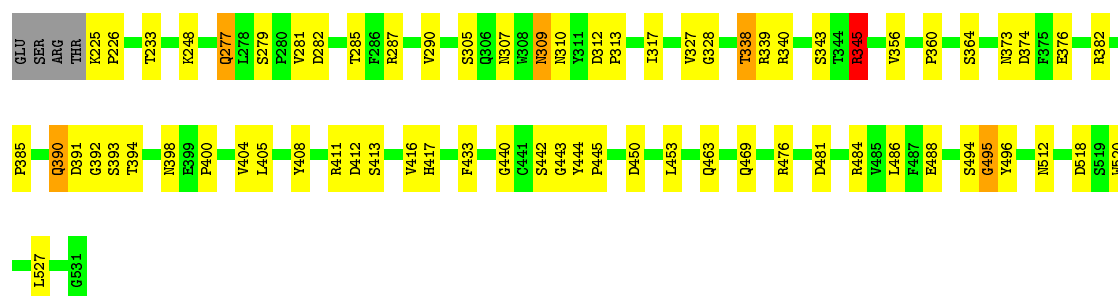 GLU SER ARG THR K225 P226 T233 K248 Q277 L278 S279 P280 V281 D282 T285 F286 R287 V290 S305 Q306 N307 W308 N309 N310 Y311 D312 P313 I317 V327 G328 T338 R339 R340 S343 T344 R345 V356 P360 S364 N373 D374 F375 E376 R382
P385 Q390 D391 G392 S393 T394 N398 E399 P400 V404 L405 Y408 R411 D412 S413 V416 H417 F433 G440 C441 S442 G443 Y444 P445 D450 L453 Q463 Q469 R476 D481 R484 V485 L486 F487 E488 S494 G495 Y496 N512 D518 S519 W520
L527 G531